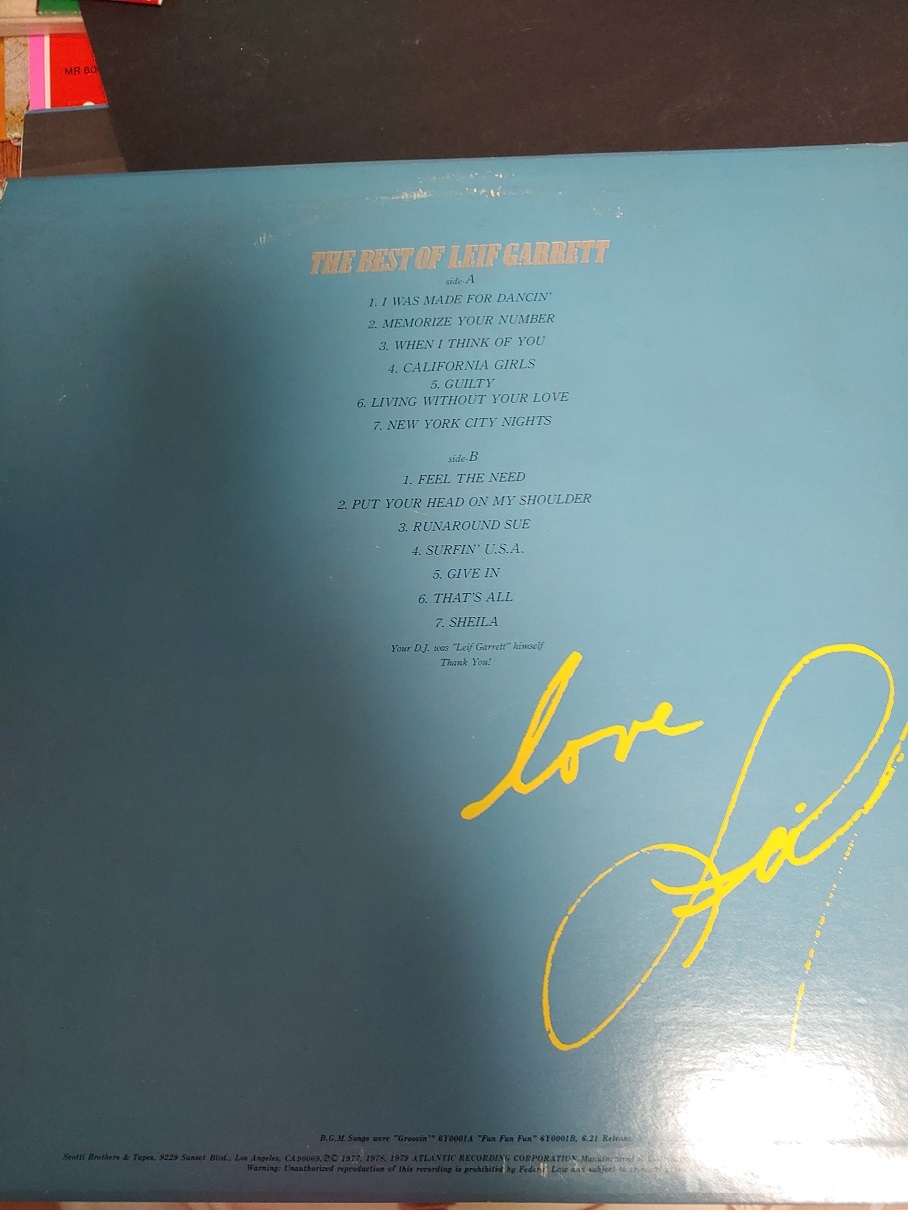 MR BO
THE BEST OF LEIF GARRETT
side-A
1. I WAS MADE FOR DANCIN'
2. MEMORIZE YOUR NUMBER
3. WHEN I THINK OF YOU
4. CALIFORNIA GIRLS
5. GUILTY
6. LIVING WITHOUT YOUR LOVE
7. NEW YORK CITY NIGHTS
side-B
1. FEEL THE NEED
2. PUT YOUR HEAD ON MY SHOULDER
3. RUNAROUND SUE
4. SURFIN' U.S.A.
5. GIVE IN
6. THAT'S ALL
7. SHEILA
Your D.J. was "Leif Garrett" himself
Thank You!
love
B.G.M. Songs were "Groovin'" 6Y0001A "Fun Fun Fun" 6Y0001B, 6.21 Release.
Scotti Brothers & Tapes, 9229 Sunset Blvd., Los Angeles, CA 90069. ℗© 1977, 1978, 1979 ATLANTIC RECORDING CORPORATION
Warning: Unauthorized reproduction of this recording is prohibited by Federal Law and subject to